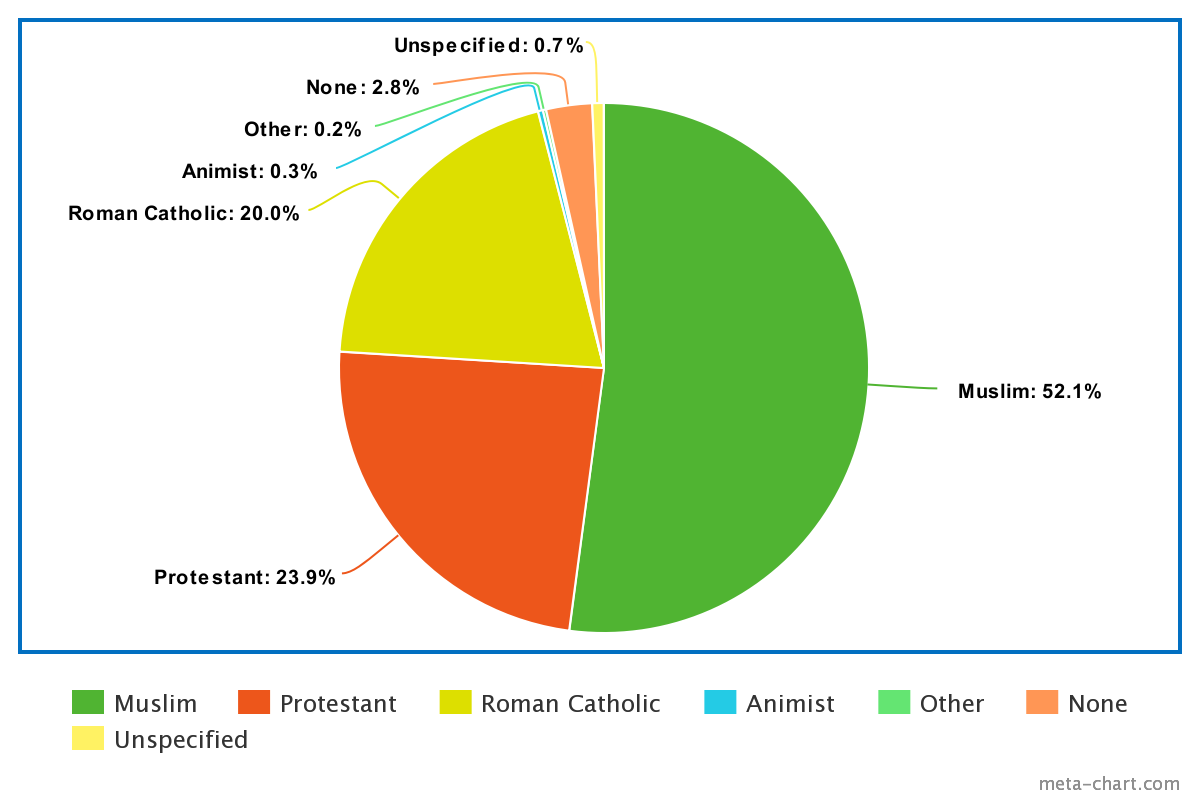 Unspecified: 0.7%
None: 2.8%
Other: 0.2%
Animist: 0.3%
Roman Catholic: 20.0%
Muslim: 52.1%
Protestant: 23.9%
Muslim Protestant Roman Catholic Animist Other None
Unspecified
meta-chart.com